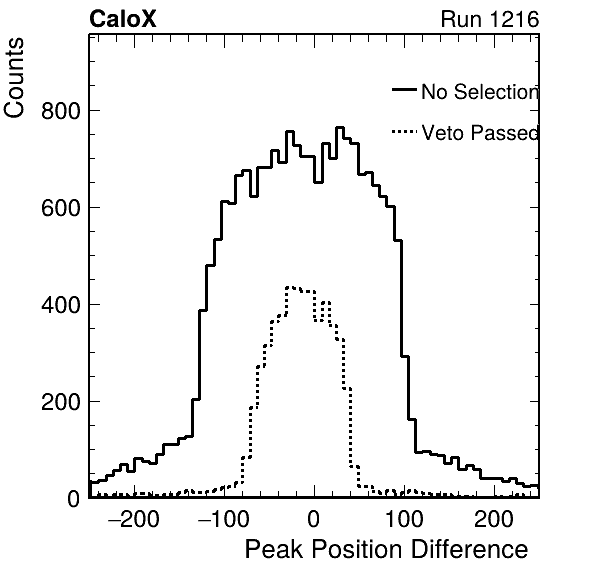 CaloX Run 1216
Counts
No Selection
Veto Passed
800
600
400
200
0
−200 −100 0 100 200
Peak Position Difference